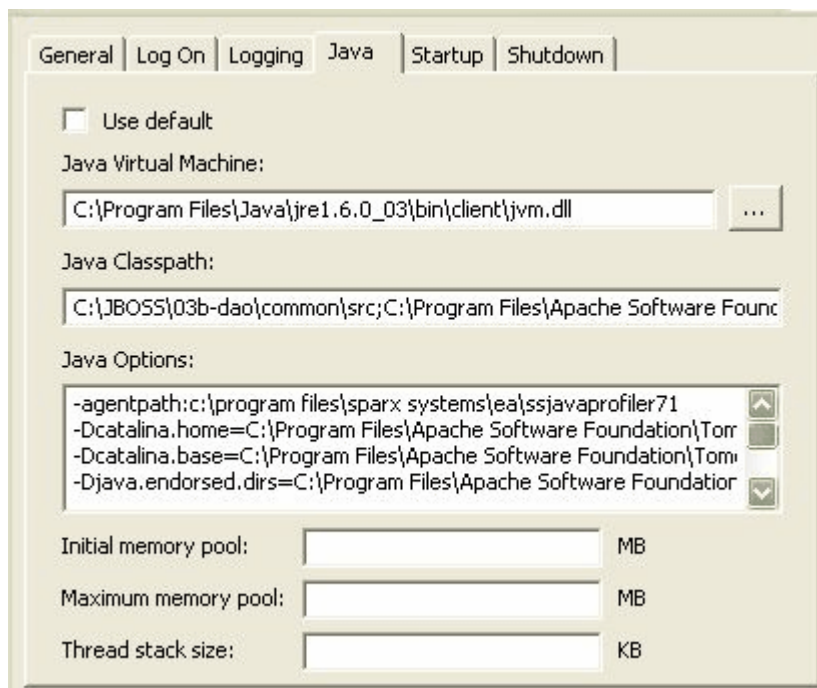 General Log On Logging Java Startup Shutdown
Use default
Java Virtual Machine:
C:\Program Files\Java\jre1.6.0_03\bin\client\jvm.dll ...
Java Classpath:
C:\JBOSS\03b-dao\common\src;C:\Program Files\Apache Software Founc
Java Options:
-agentpath:c:\program files\sparx systems\ea\ssjavaprofiler71
-Dcatalina.home=C:\Program Files\Apache Software Foundation\Tom
-Dcatalina.base=C:\Program Files\Apache Software Foundation\Tom
-Djava.endorsed.dirs=C:\Program Files\Apache Software Foundation
Initial memory pool: MB
Maximum memory pool: MB
Thread stack size: KB